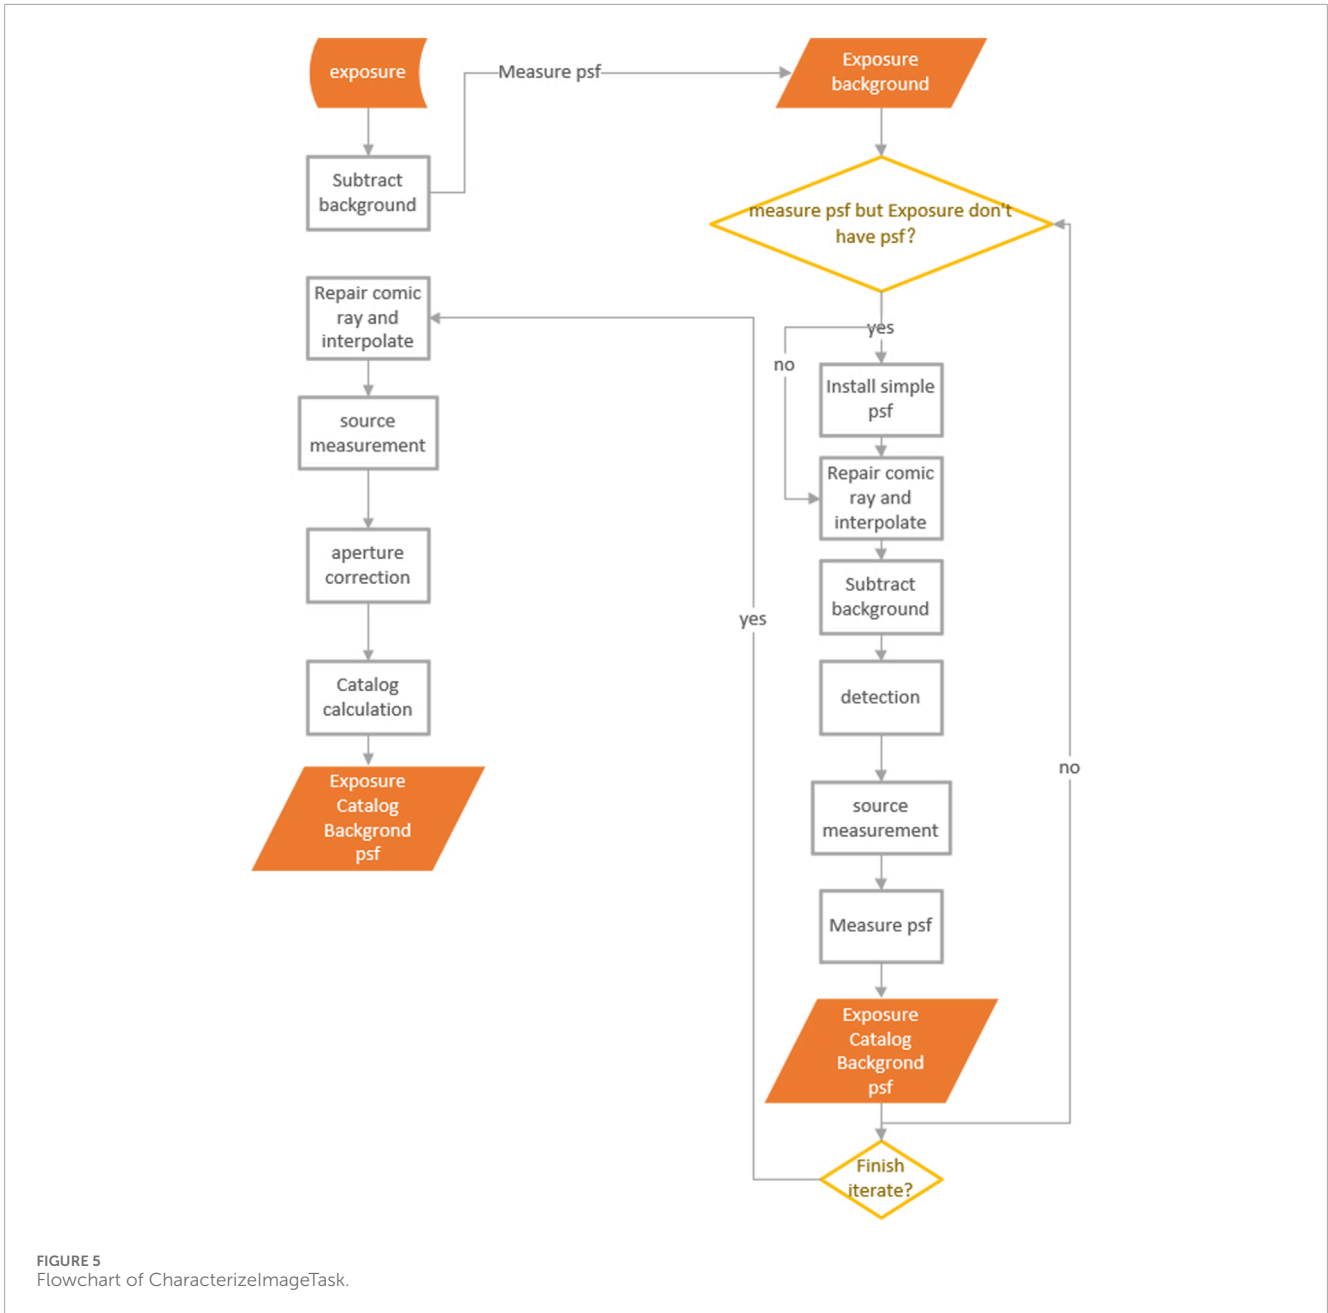 exposure
Measure psf
Exposure
background
Subtract
background
measure psf but Exposure don't
have psf?
Repair comic
ray and
interpolate
yes
no
Install simple
psf
source
measurement
Repair comic
ray and
interpolate
aperture
correction
Subtract
background
yes
Catalog
calculation
detection
no
Exposure
Catalog
Backgrond
psf
source
measurement
Measure psf
Exposure
Catalog
Backgrond
psf
Finish
iterate?
FIGURE 5
Flowchart of CharacterizeImageTask.